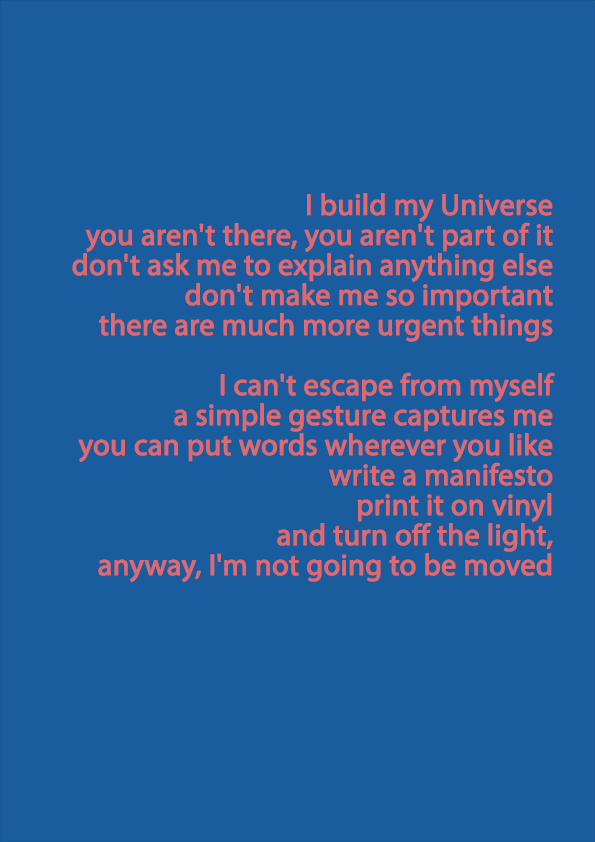 I build my Universe
you aren't there, you aren't part of it
don't ask me to explain anything else
don't make me so important
there are much more urgent things
I can't escape from myself
a simple gesture captures me
you can put words wherever you like
write a manifesto
print it on vinyl
and turn off the light,
anyway, I'm not going to be moved